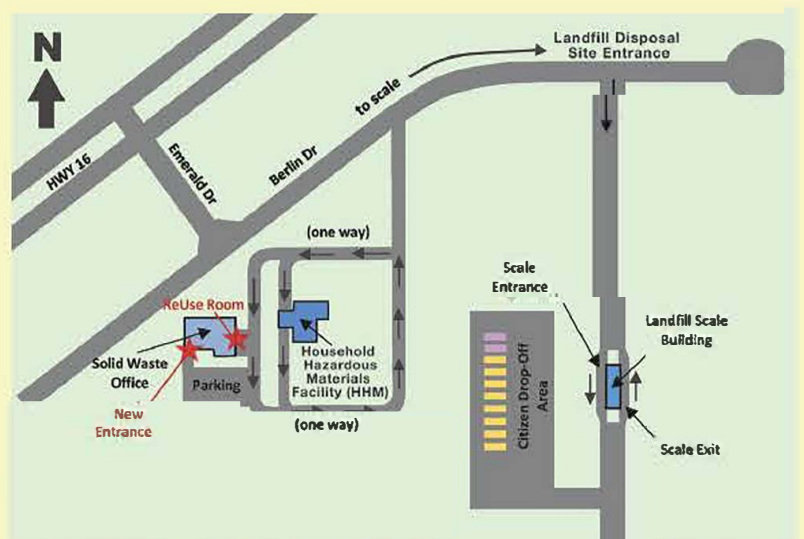 N
Landfill Disposal
Site Entrance
to scale
HWY 16
Emerald Dr
Berlin Dr
(one way)
Scale
Entrance
ReUse Room
Landfill Scale
Building
Solid Waste
Office
Household
Hazardous
Materials
Facility (HHM)
Parking
New
Entrance
(one way)
Citizen Drop-Off
Area
Scale Exit